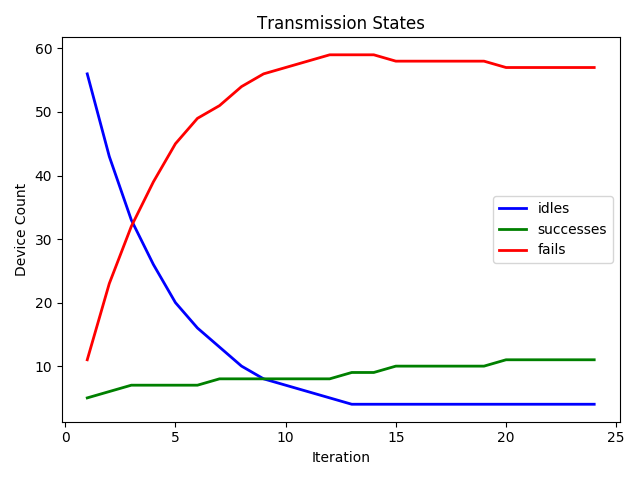 Transmission States
60
50
40
30
20
10
Device Count
idles
successes
fails
0 5 10 15 20 25
Iteration